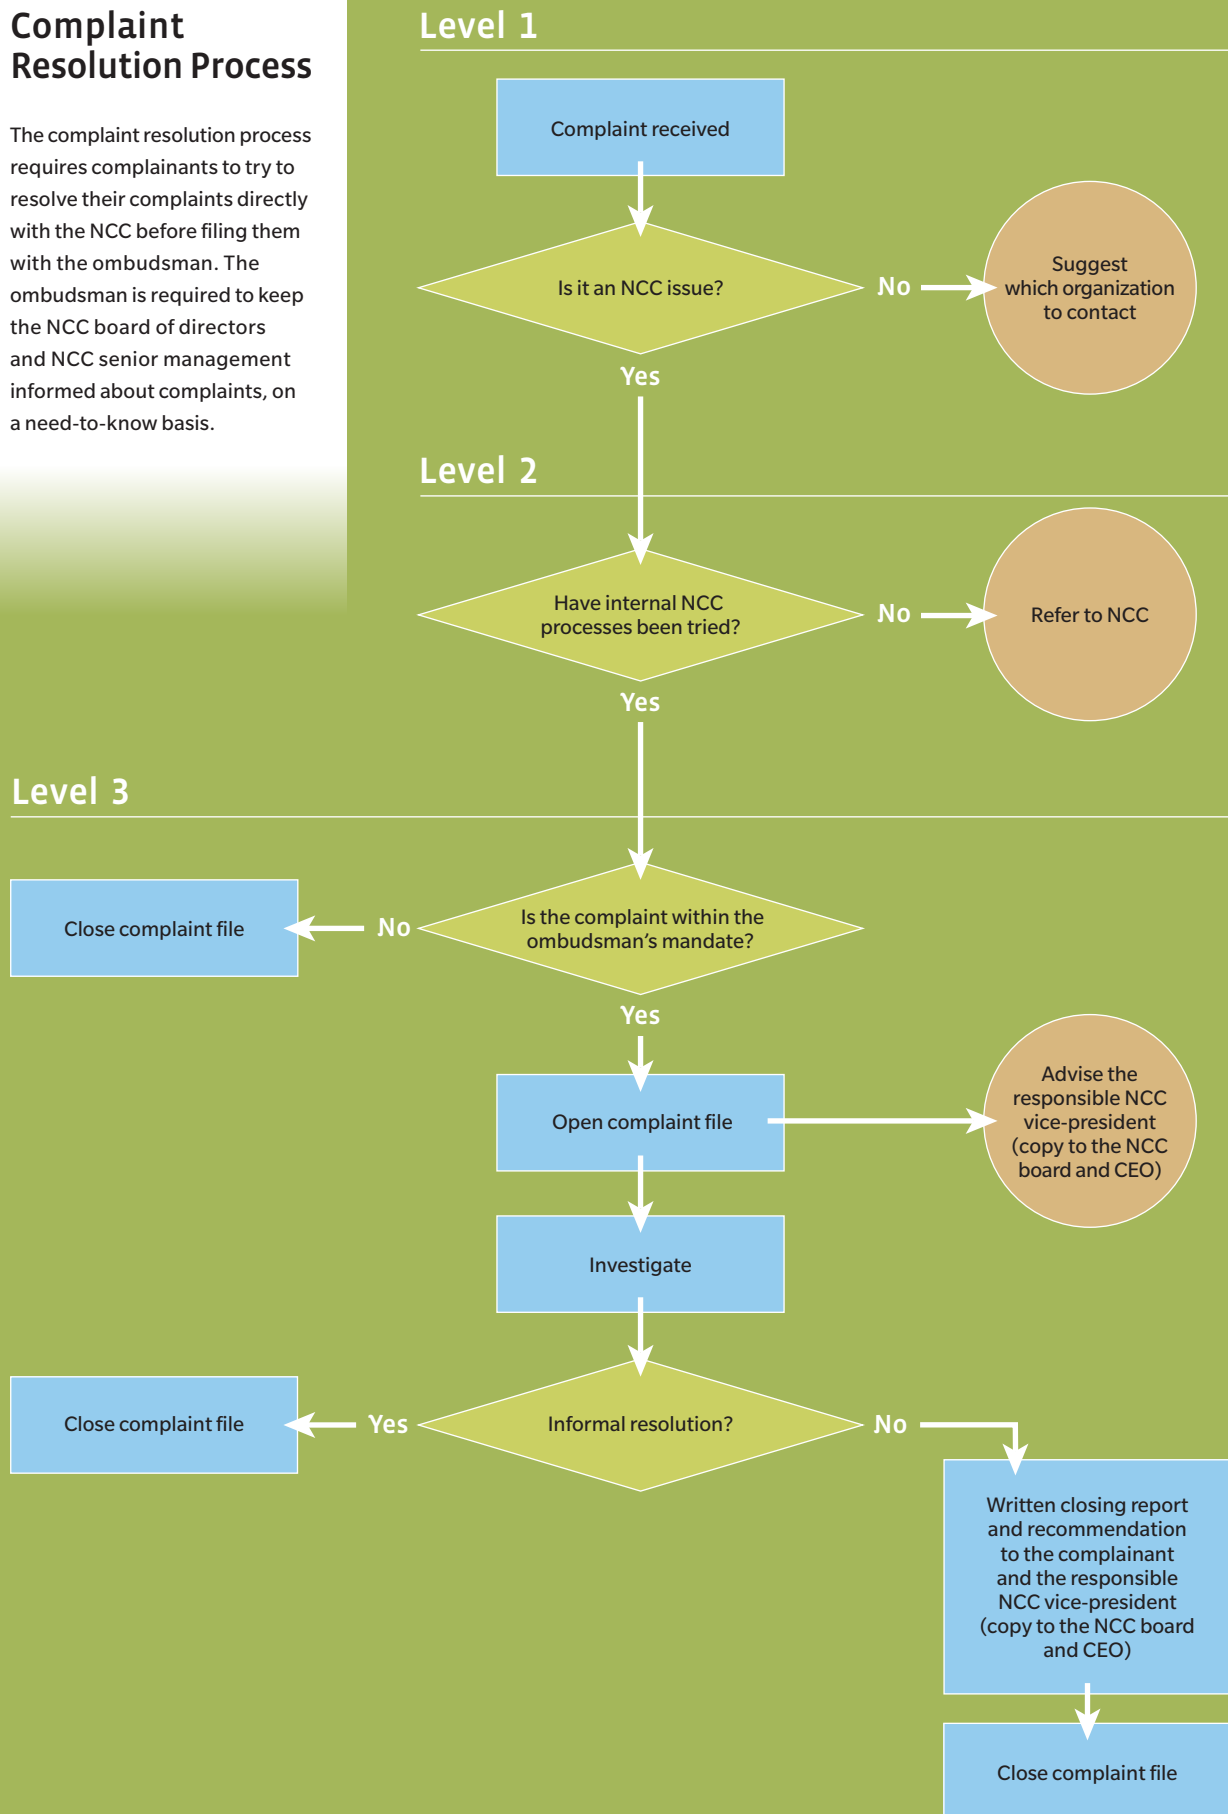 Complaint
Resolution Process
The complaint resolution process
requires complainants to try to
resolve their complaints directly
with the NCC before filing them
with the ombudsman. The
ombudsman is required to keep
the NCC board of directors
and NCC senior management
informed about complaints, on
a need-to-know basis.
Level 1
Complaint received
Is it an NCC issue?
No
Suggest
which organization
to contact
Yes
Level 2
Have internal NCC
processes been tried?
No
Refer to NCC
Yes
Level 3
Is the complaint within the
ombudsman’s mandate?
No
Close complaint file
Yes
Open complaint file
Advise the
responsible NCC
vice-president
(copy to the NCC
board and CEO)
Investigate
Informal resolution?
Yes
Close complaint file
No
Written closing report
and recommendation
to the complainant
and the responsible
NCC vice-president
(copy to the NCC board
and CEO)
Close complaint file